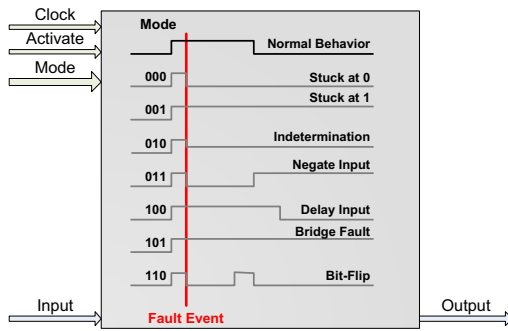 Clock
Activate
Mode
Mode
Normal Behavior
000 Stuck at 0
001 Stuck at 1
010 Indetermination
011 Negate Input
100 Delay Input
101 Bridge Fault
110 Bit-Flip
Input
Fault Event
Output